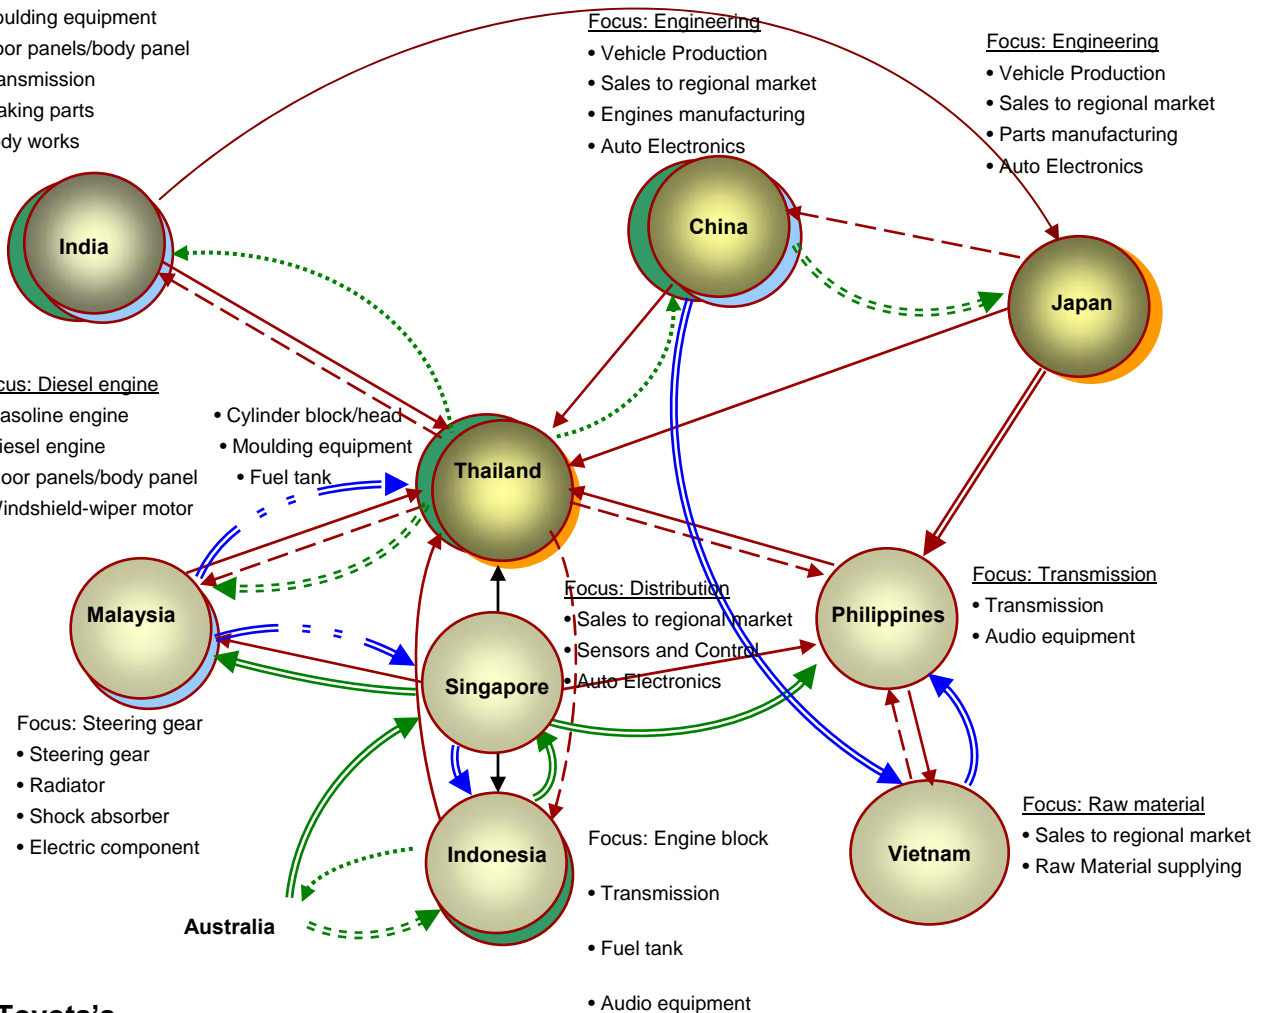 oulding equipment
oor panels/body panel
ansmission
aking parts
dy works
Focus: Engineering
• Vehicle Production
• Sales to regional market
• Engines manufacturing
• Auto Electronics
Focus: Engineering
• Vehicle Production
• Sales to regional market
• Parts manufacturing
• Auto Electronics
India
China
Japan
cus: Diesel engine
asoline engine
iesel engine
oor panels/body panel
Windshield-wiper motor
• Cylinder block/head
• Moulding equipment
• Fuel tank
Thailand
Malaysia
Focus: Distribution
• Sales to regional market
• Sensors and Control
• Auto Electronics
Philippines
Focus: Transmission
• Transmission
• Audio equipment
Singapore
Focus: Steering gear
• Steering gear
• Radiator
• Shock absorber
• Electric component
Indonesia
Focus: Engine block
• Transmission
• Fuel tank
• Audio equipment
Vietnam
Focus: Raw material
• Sales to regional market
• Raw Material supplying
Australia
Toyota's